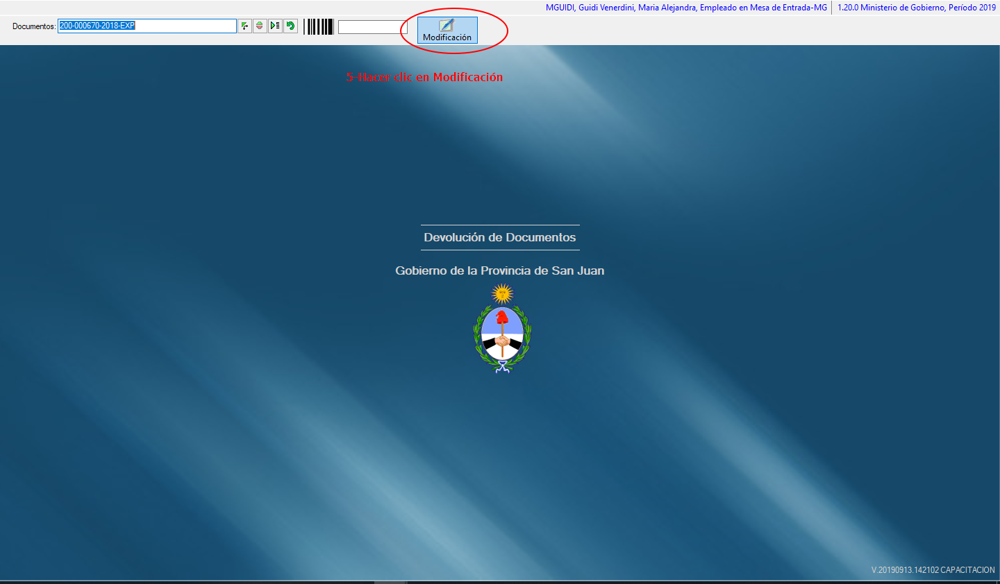 MGUIDI, Guidi Venerdini, Maria Alejandra, Empleado en Mesa de Entrada-MG
1.20.0 Ministerio de Gobierno, Período 2019
Documentos: 200-000670-2018-EXP
Modificación
5-Hacer clic en Modificación
Devolución de Documentos
Gobierno de la Provincia de San Juan
V.20190913.142102 CAPACITACION